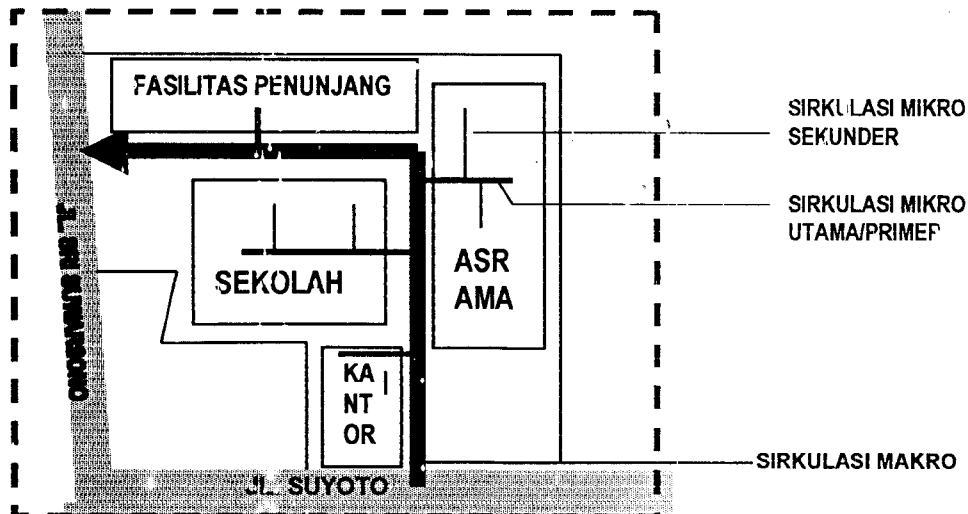 FASILITAS PENUNJANG
SIRKULASI MIKRO
SEKUNDER
SIRKULASI MIKRO
UTAMA/PRIMER
SEKOLAH
ASR
AMA
KA
NT
OR
SIRKULASI MAKRO
JL. SUYOTO
JL.